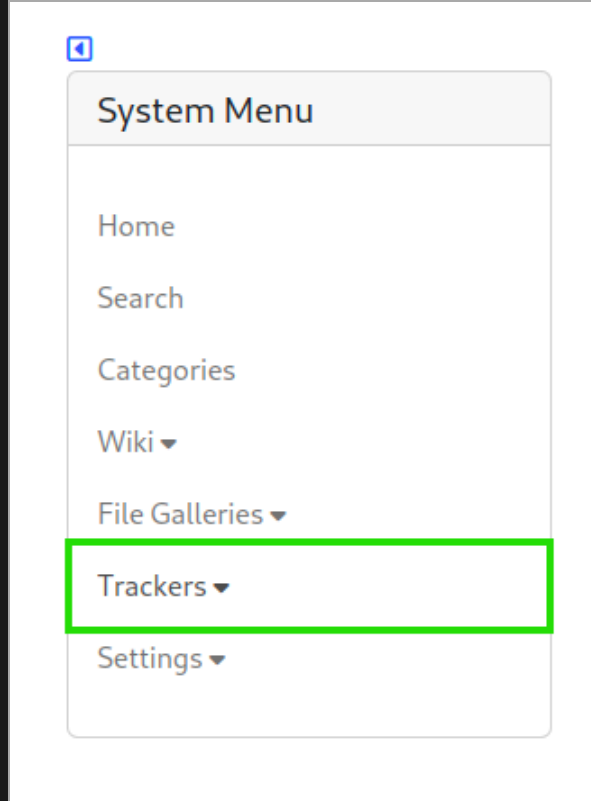 System Menu
Home
Search
Categories
Wiki
File Galleries
Trackers
Settings